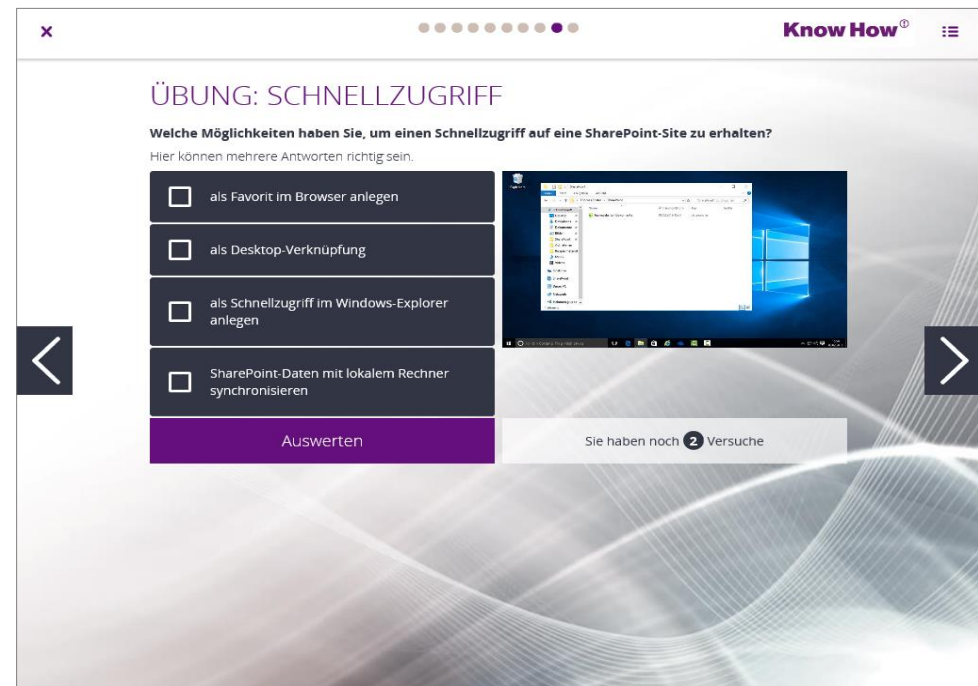 Know How
ÜBUNG: SCHNELLZUGRIFF
Welche Möglichkeiten haben Sie, um einen Schnellzugriff auf eine SharePoint-Site zu erhalten?
Hier können mehrere Antworten richtig sein.
als Favorit im Browser anlegen
als Desktop-Verknüpfung
als Schnellzugriff im Windows-Explorer
anlegen
SharePoint-Daten mit lokalem Rechner
synchronisieren
Auswerten
Sie haben noch 2 Versuche